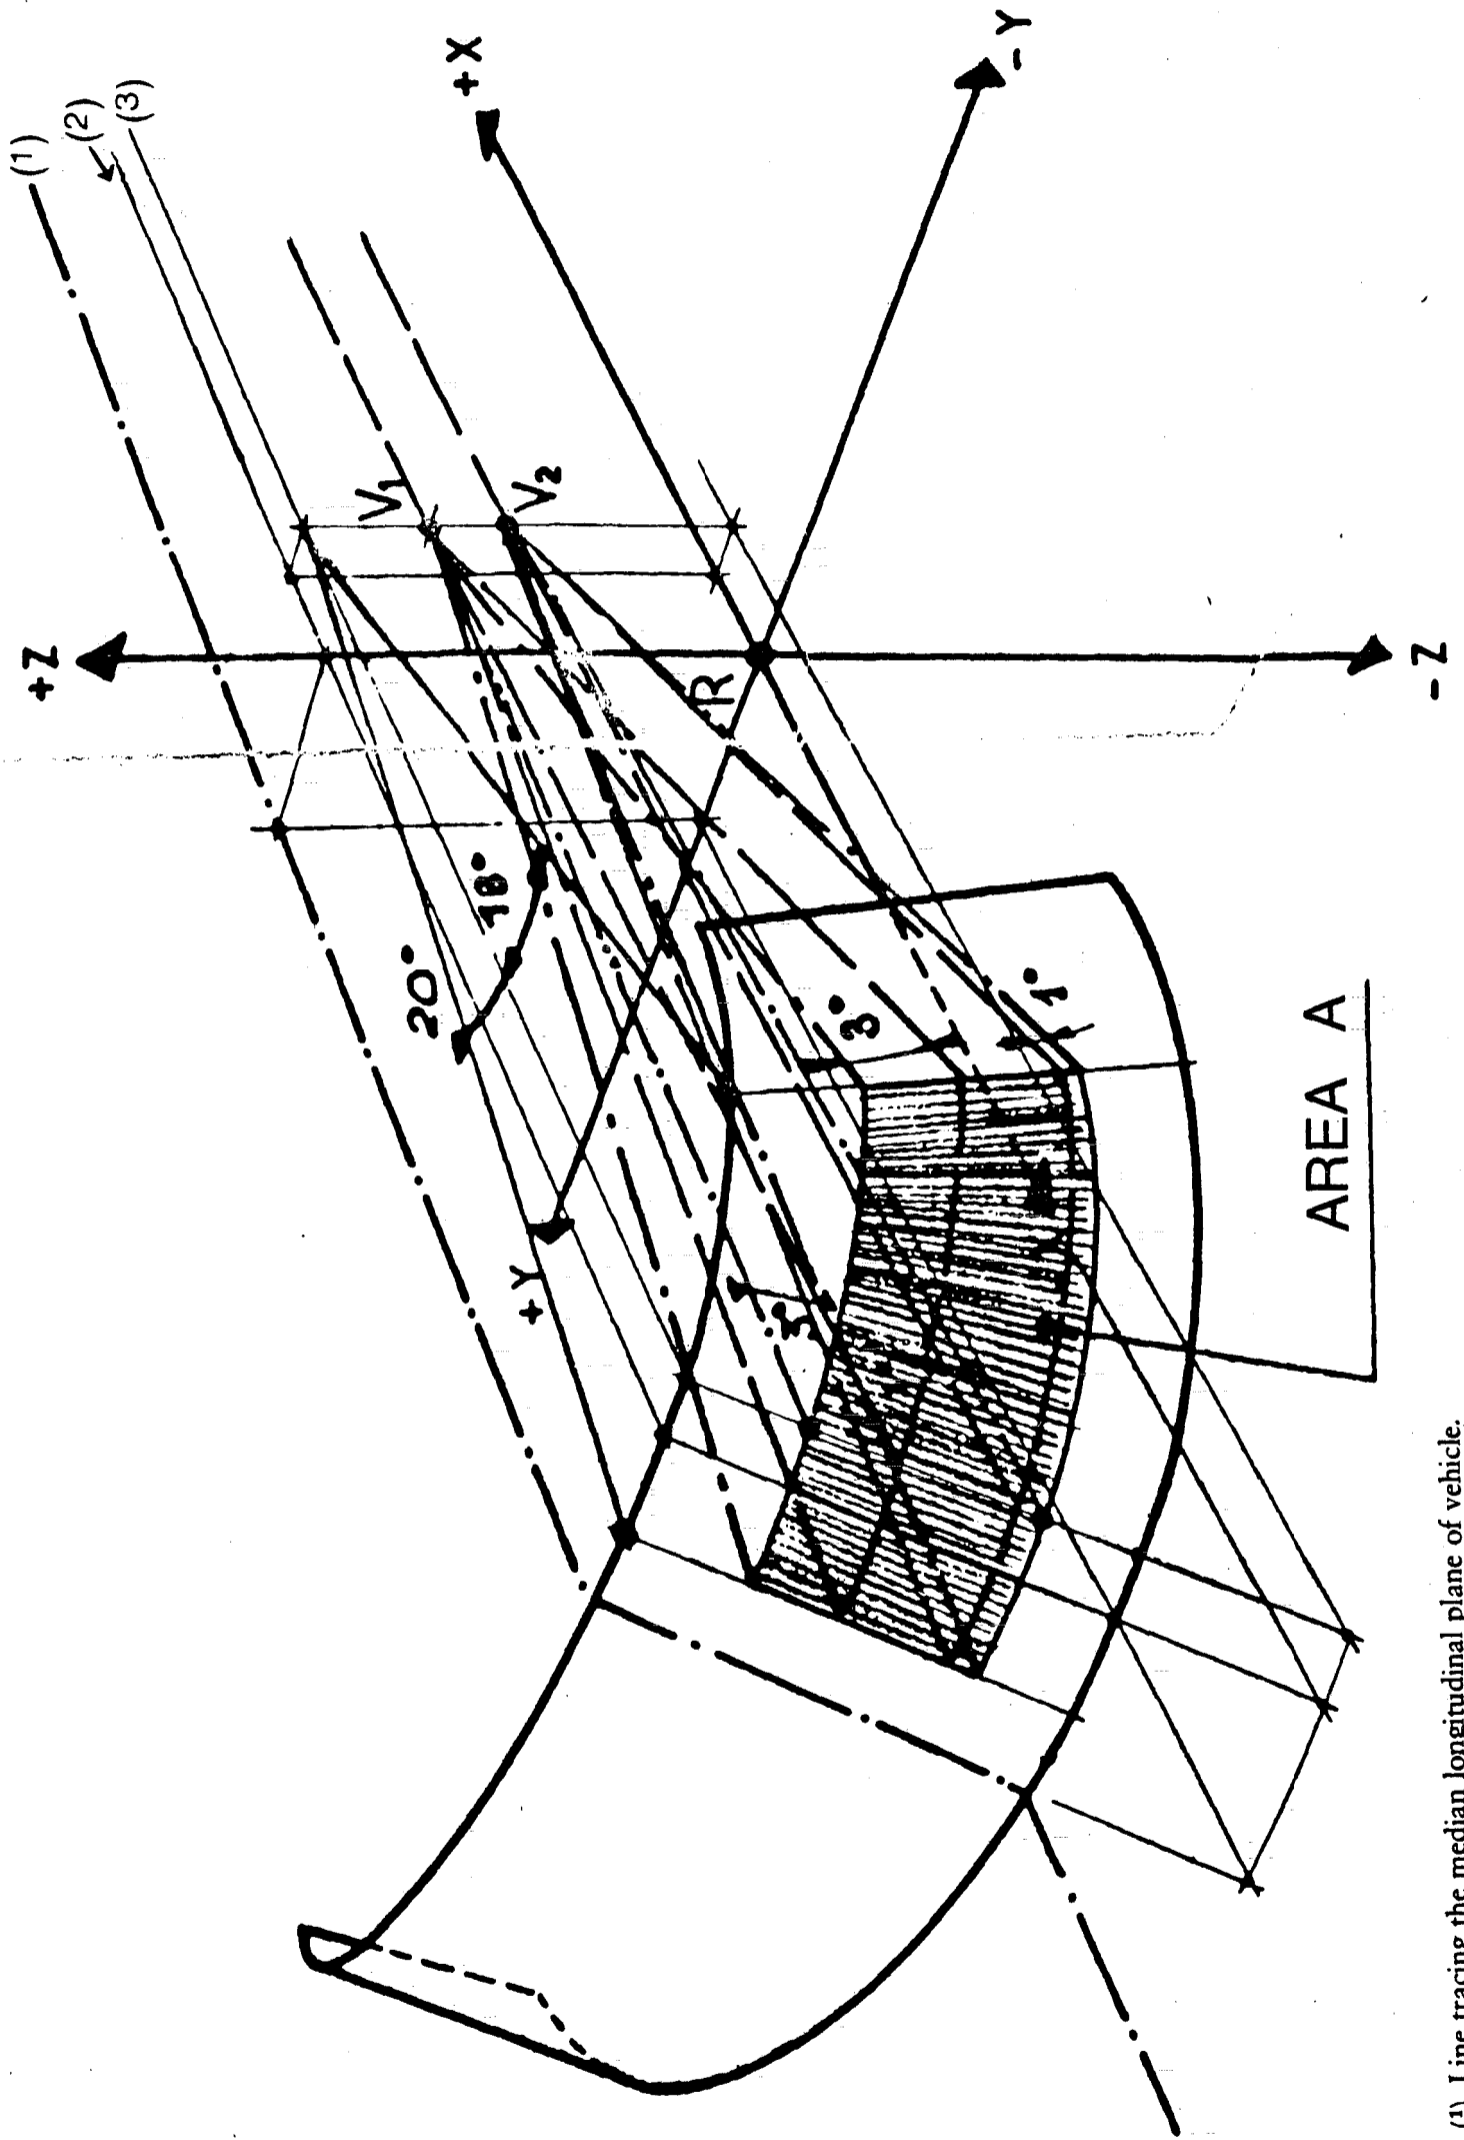 (1)
(2)
(3)
+X
-Y
+Z
V1
V2
R
18°
20°
-Z
3°
1°
+Y
3°
AREA A
(1) Line tracing the median longitudinal plane of vehicle.